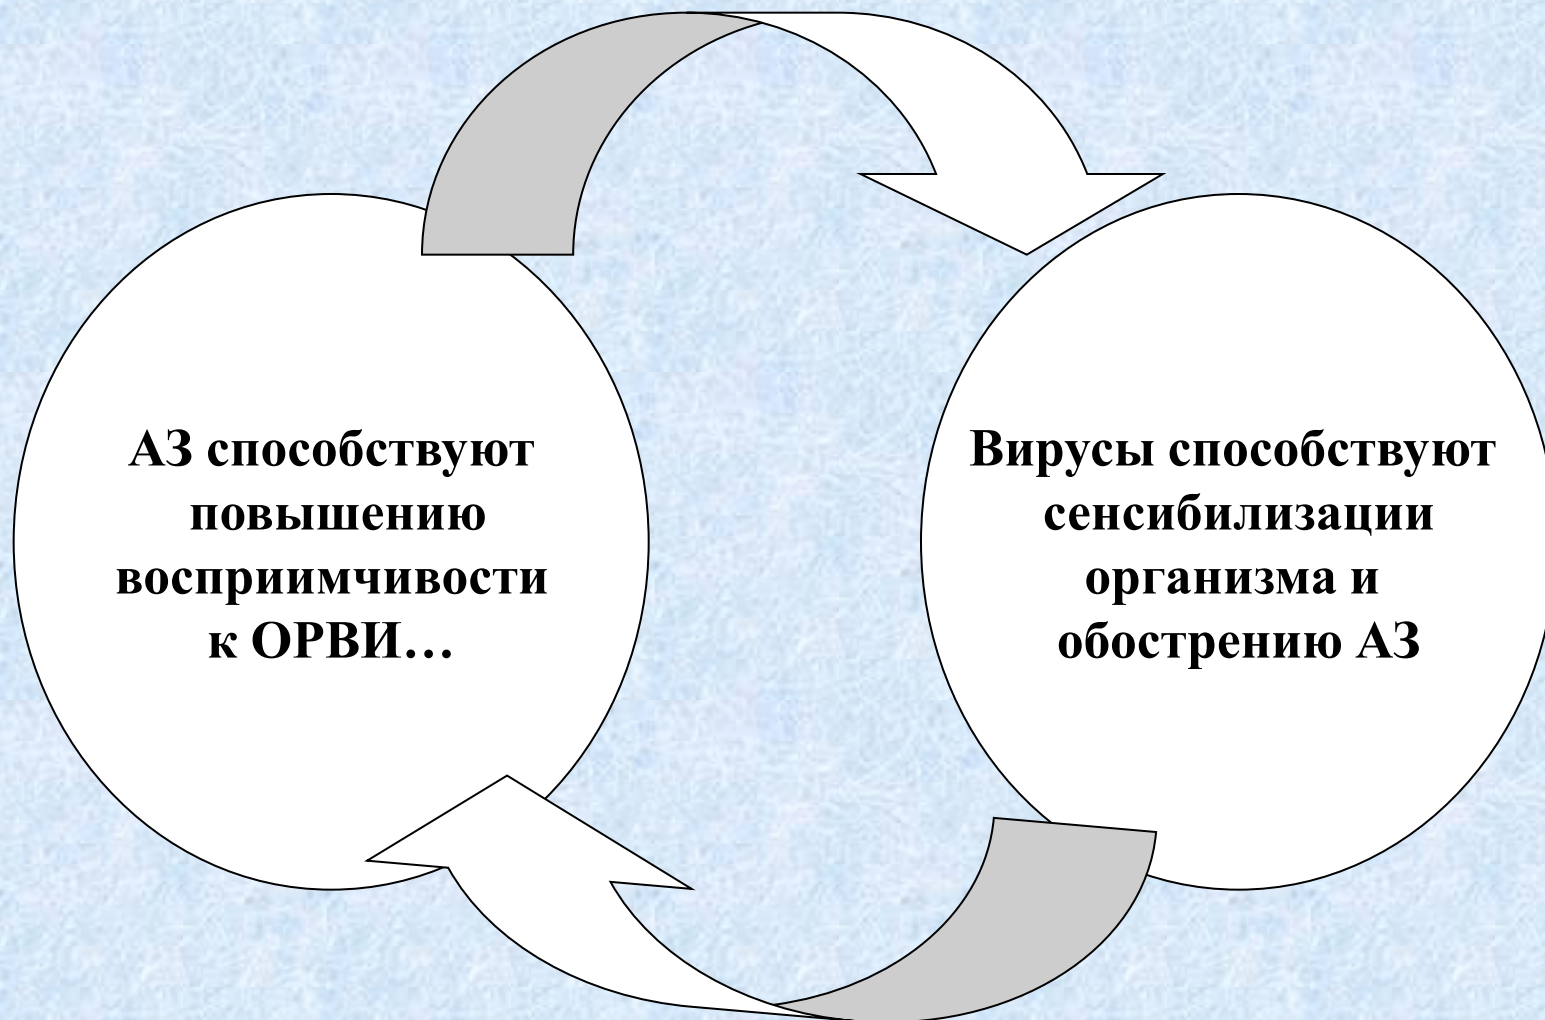 АЗ способствуют
повышению
восприимчивости
к ОРВИ...
Вирусы способствуют
сенсибилизации
организма и
обострению АЗ